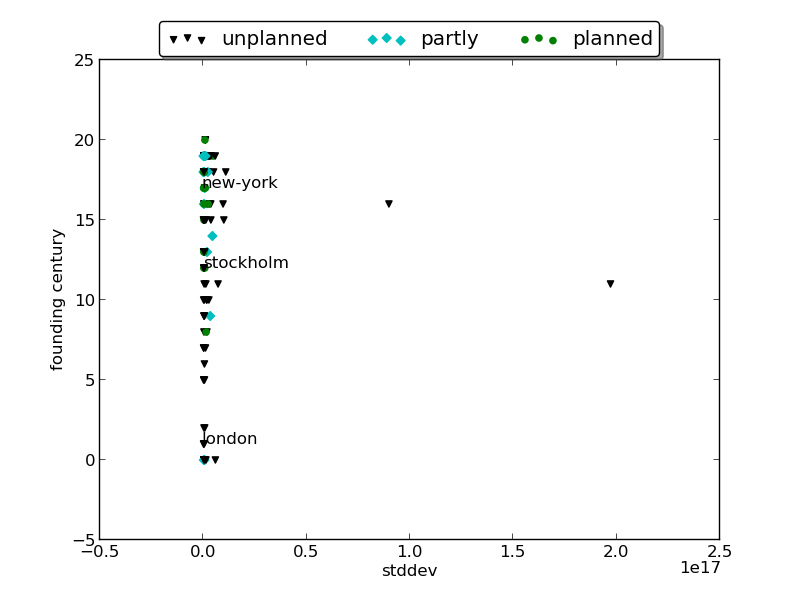 unplanned partly planned
25
20
15
10
5
0
−5
founding century
new-york
stockholm
london
−0.5 0.0 0.5 1.0 1.5 2.0 2.5
1e17
stddev